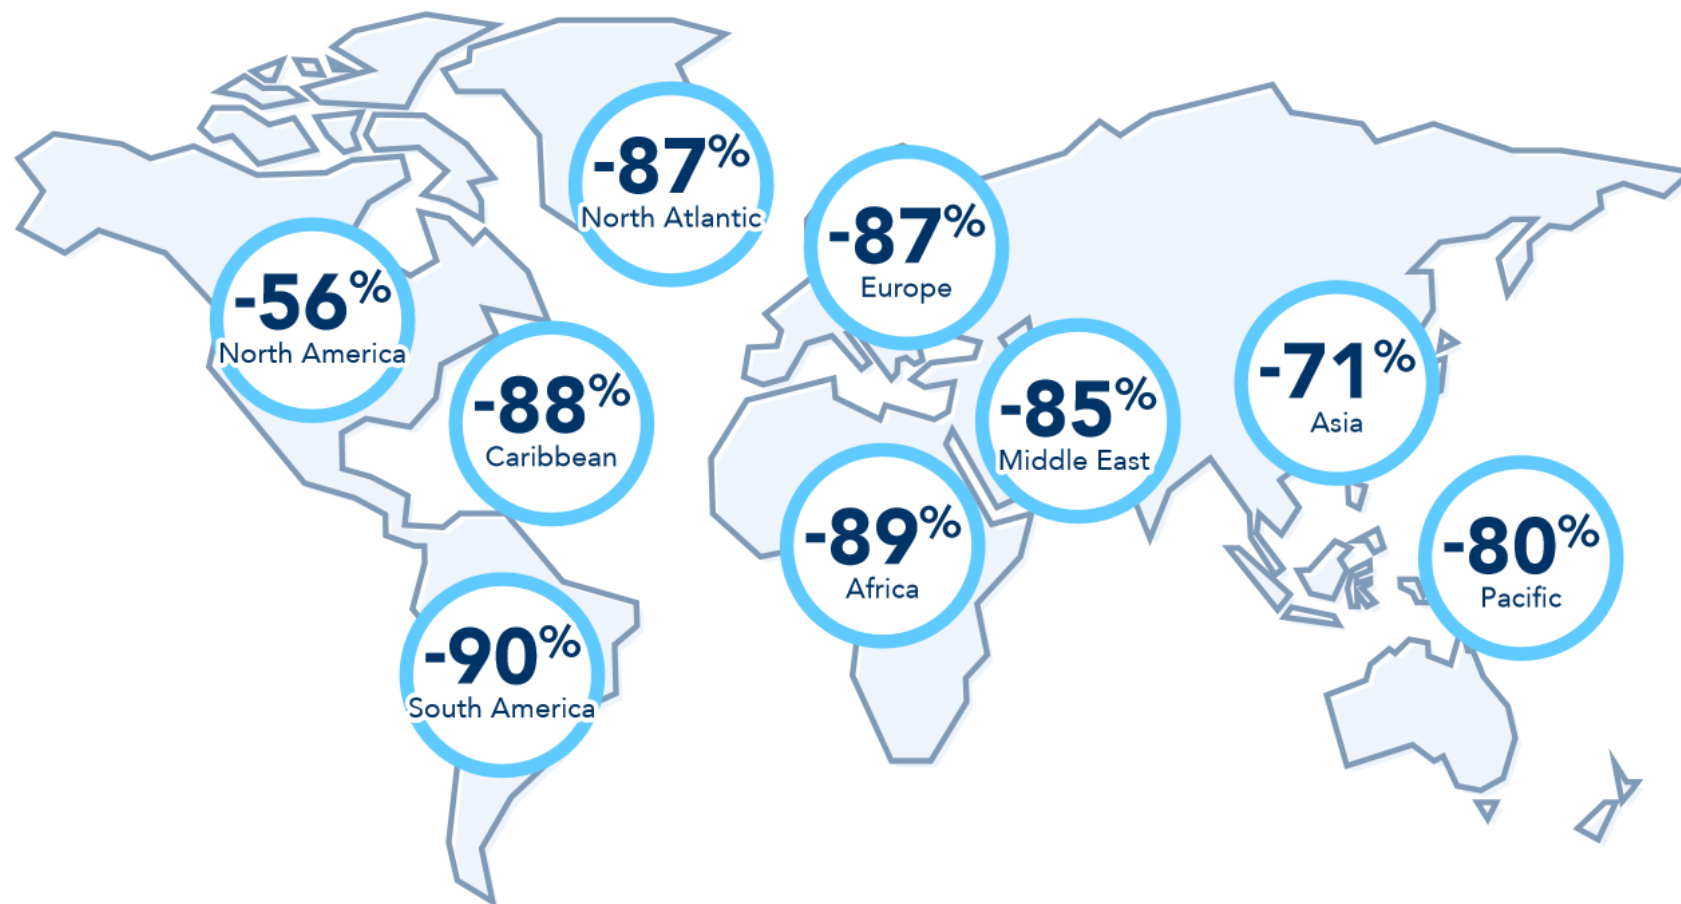 -87%
North Atlantic
-87%
Europe
-56%
North America
-88%
Caribbean
-85%
Middle East
-71%
Asia
-89%
Africa
-80%
Pacific
-90%
South America